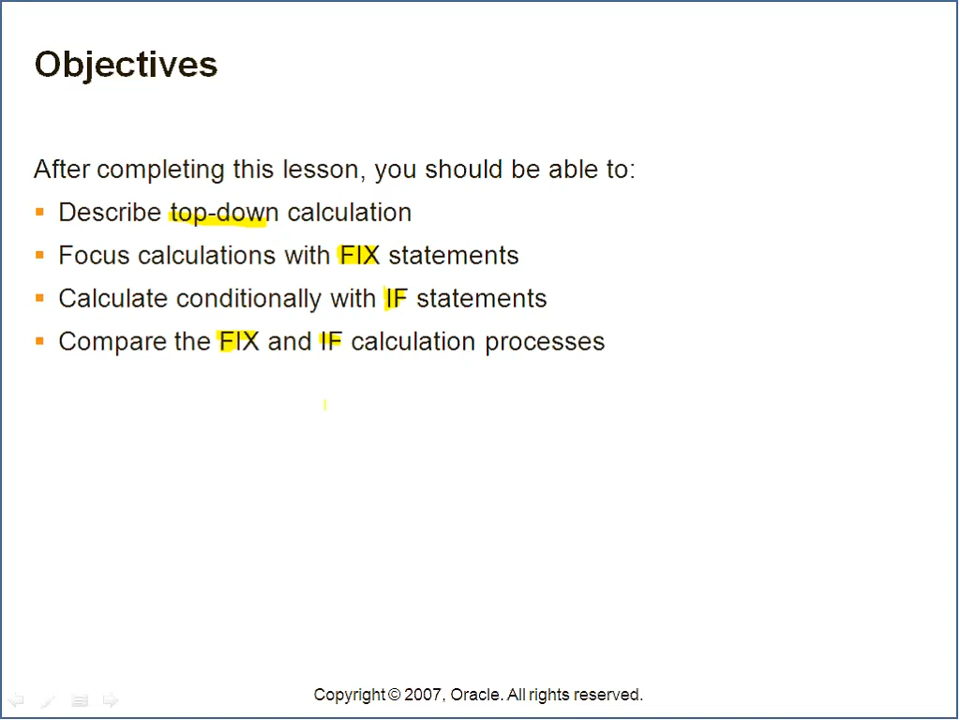 Objectives
After completing this lesson, you should be able to:
Describe top-down calculation
Focus calculations with FIX statements
Calculate conditionally with IF statements
Compare the FIX and IF calculation processes
Copyright © 2007, Oracle. All rights reserved.